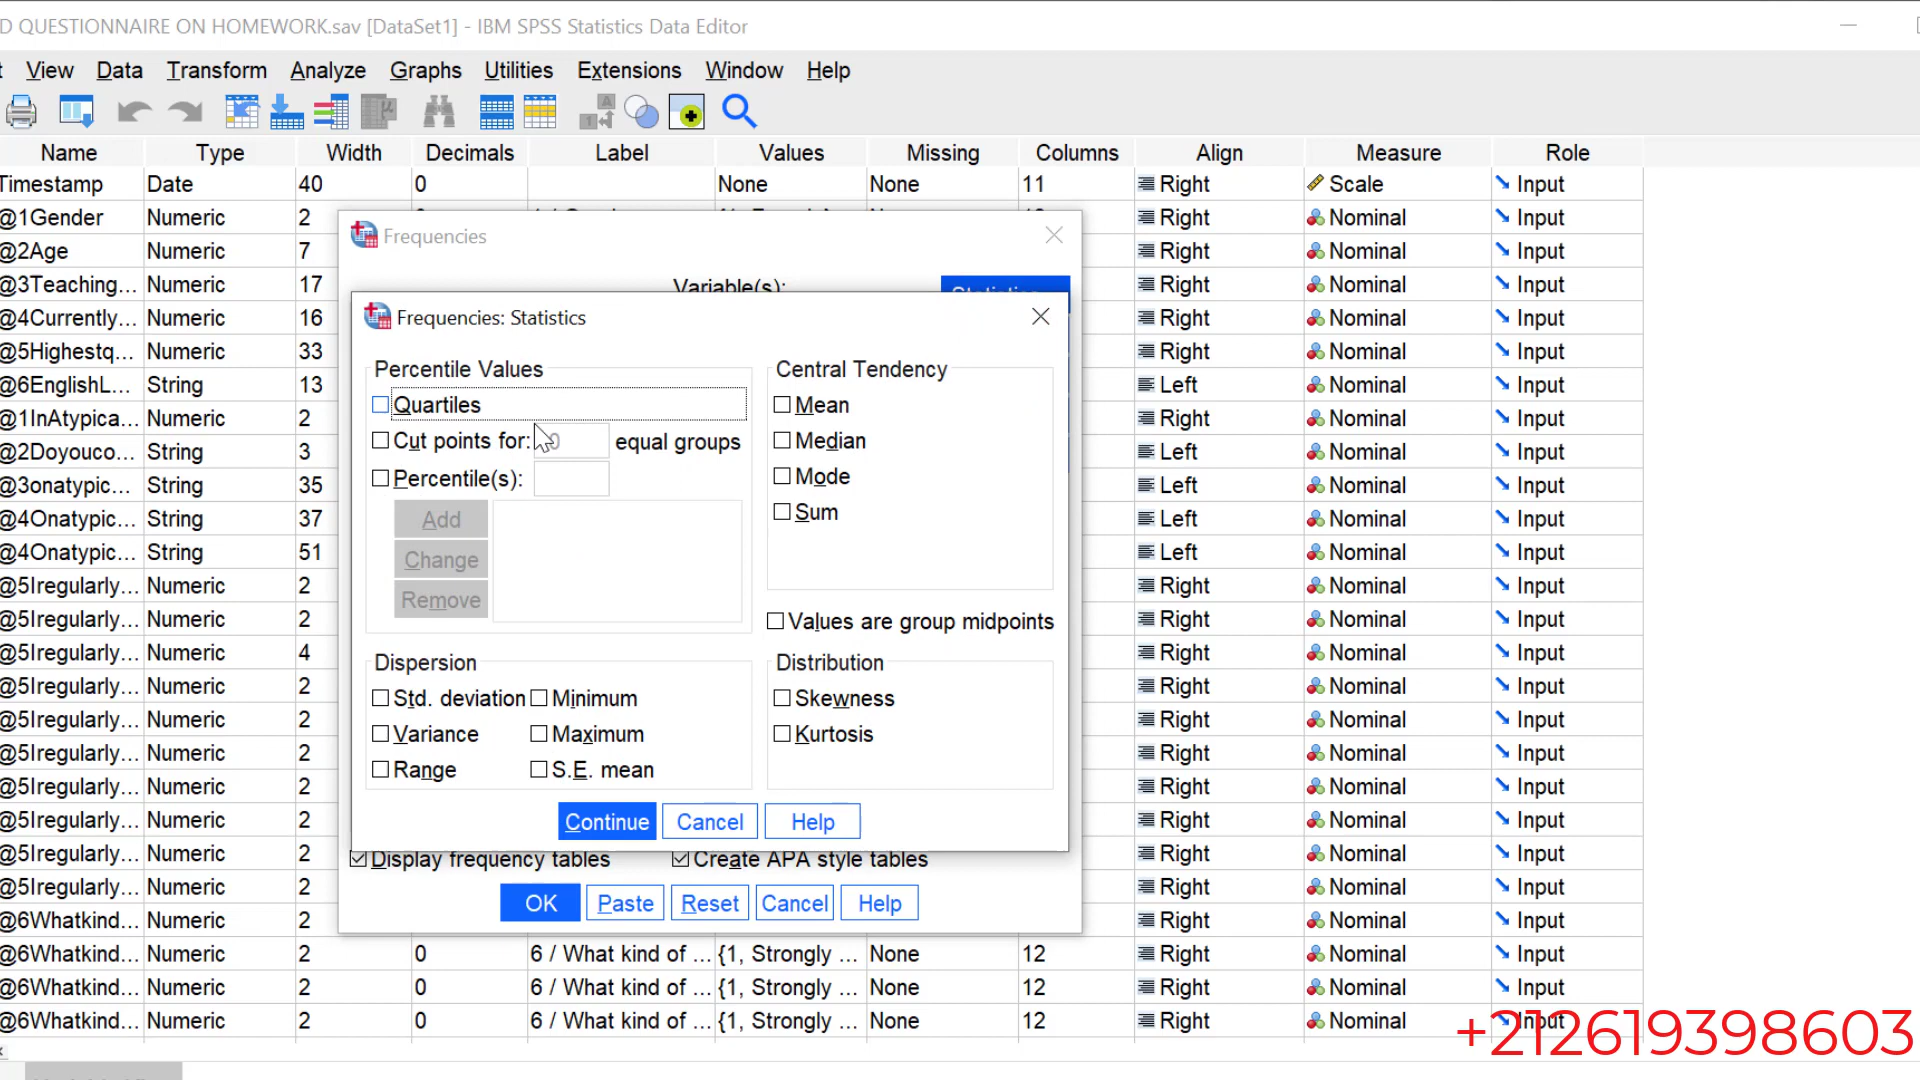 D QUESTIONNAIRE ON HOMEWORK.sav [DataSet1] - IBM SPSS Statistics Data Editor
View Data Transform Analyze Graphs Utilities Extensions Window Help
Name Type Width Decimals Label Values Missing Columns Align Measure Role
Timestamp Date 40 0 None None 11 Right Scale Input
@1Gender Numeric 2 Right Nominal Input
@2Age Numeric 7 Right Nominal Input
@3Teaching... Numeric 17 Right Nominal Input
@4Currently... Numeric 16 Right Nominal Input
@5Highestq... Numeric 33 Right Nominal Input
@6EnglishL... String 13 Left Nominal Input
@1InAtypica... Numeric 2 Right Nominal Input
@2Doyouco... String 3 Left Nominal Input
@3onatypic... String 35 Left Nominal Input
@4Onatypic... String 37 Left Nominal Input
@4Onatypic... String 51 Left Nominal Input
@5Iregularly... Numeric 2 Right Nominal Input
@5Iregularly... Numeric 2 Right Nominal Input
@5Iregularly... Numeric 4 Right Nominal Input
@5Iregularly... Numeric 2 Right Nominal Input
@5Iregularly... Numeric 2 Right Nominal Input
@5Iregularly... Numeric 2 Right Nominal Input
@5Iregularly... Numeric 2 Right Nominal Input
@5Iregularly... Numeric 2 Right Nominal Input
@5Iregularly... Numeric 2 Right Nominal Input
@5Iregularly... Numeric 2 Right Nominal Input
@6Whatkind... Numeric 2 Right Nominal Input
@6Whatkind... Numeric 2 0 6 / What kind of ... {1, Strongly ... None 12 Right Nominal Input
@6Whatkind... Numeric 2 0 6 / What kind of ... {1, Strongly ... None 12 Right Nominal Input
@6Whatkind... Numeric 2 0 6 / What kind of ... {1, Strongly ... None 12 Right Nominal Input
Frequencies
Variable(s):
Frequencies: Statistics
Percentile Values
Quartiles
Cut points for: equal groups
Percentile(s):
Add
Change
Remove
Central Tendency
Mean
Median
Mode
Sum
Values are group midpoints
Dispersion
Std. deviation Minimum
Variance Maximum
Range S.E. mean
Distribution
Skewness
Kurtosis
Continue Cancel Help
Display frequency tables Create APA style tables
OK Paste Reset Cancel Help
+212619398603